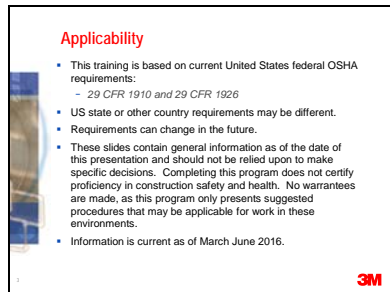 Applicability
▪ This training is based on current United States federal OSHA
requirements:
– 29 CFR 1910 and 29 CFR 1926
▪ US state or other country requirements may be different.
▪ Requirements can change in the future.
▪ These slides contain general information as of the date of
this presentation and should not be relied upon to make
specific decisions. Completing this program does not certify
proficiency in construction safety and health. No warrantees
are made, as this program only presents suggested
procedures that may be applicable for work in these
environments.
▪ Information is current as of March June 2016.
3M